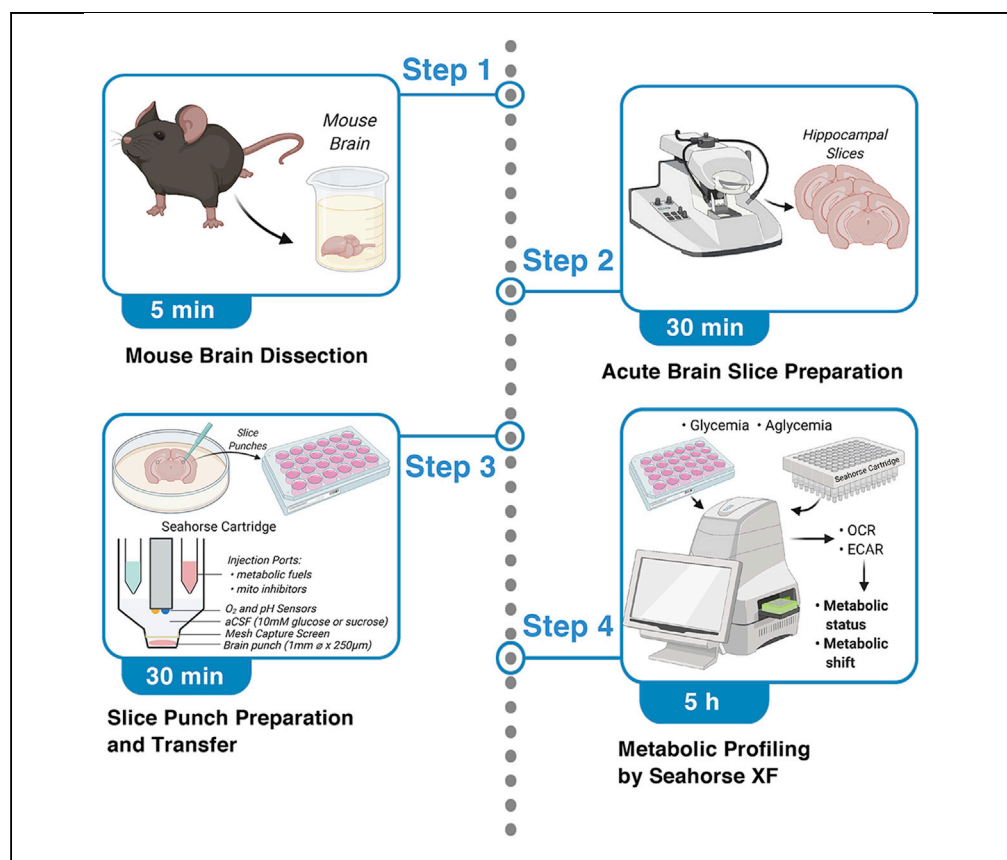 Step 1
Mouse
Brain
5 min
Mouse Brain Dissection
Step 2
Hippocampal
Slices
30 min
Acute Brain Slice Preparation
Step 3
Slice
Punches
Seahorse Cartridge
Injection Ports:
• metabolic fuels
• mito inhibitors
O₂ and pH Sensors
aCSF (10mM glucose or sucrose)
Mesh Capture Screen
Brain punch (1mm ø x 250µm)
30 min
Slice Punch Preparation
and Transfer
Step 4
• Glycemia • Aglycemia
Seahorse Cartridge
• OCR
• ECAR
• Metabolic
status
• Metabolic
shift
5 h
Metabolic Profiling
by Seahorse XF